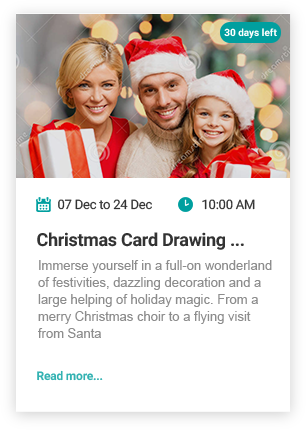 30 days left
07 Dec to 24 Dec
10:00 AM
Christmas Card Drawing ...
Immerse yourself in a full-on wonderland
of festivities, dazzling decoration and a
large helping of holiday magic. From a
merry Christmas choir to a flying visit
from Santa
Read more...